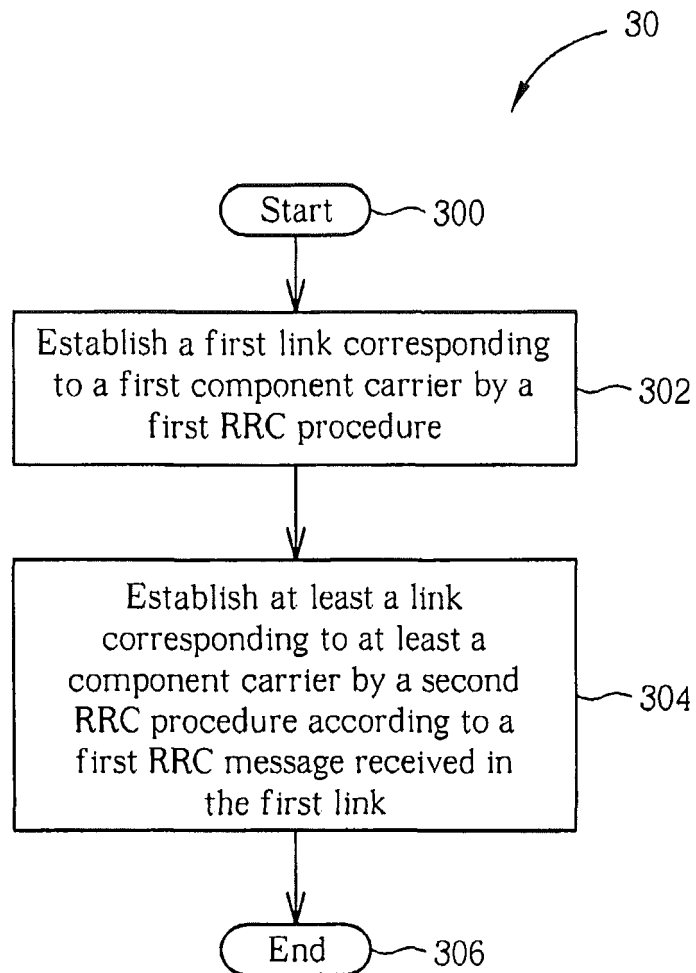 30
Start
300
Establish a first link corresponding
to a first component carrier by a
first RRC procedure
302
Establish at least a link
corresponding to at least a
component carrier by a second
RRC procedure according to a
first RRC message received in
the first link
304
End
306